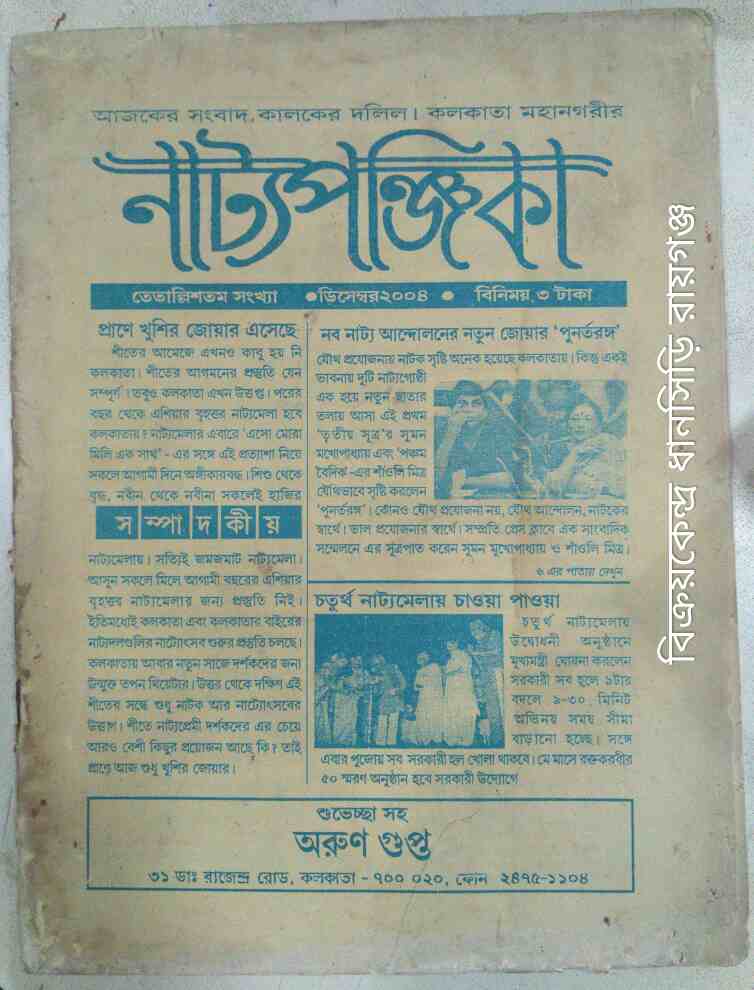 আজকের সংবাদ, কালকের দলিল। কলকাতা মহানগরীর
নাট্যপঞ্জিকা
তেতাল্লিশতম সংখ্যা ● ডিসেম্বর২০০৪ ● বিনিময় ৩ টাকা
প্রাণে খুশির জোয়ার এসেছে
শীতের আমেজে এখনও কাবু হয় নি
কলকাতা। শীতের আগমনের প্রস্তুতি যেন
সম্পূর্ণ। তবুও কলকাতা এখন উত্তপ্ত। পরের
বছর থেকে এশিয়ার বৃহত্তর নাট্যমেলা হবে
কলকাতায়? নাট্যমেলার এবারে 'এসো মোরা
মিলি এক সাথ' - এর সঙ্গে এই প্রত্যাশা নিয়ে
সকলে আগামী দিনে অঙ্গীকারবদ্ধ। শিশু থেকে
বৃদ্ধ, নবীন থেকে নবীনা সকলেই হাজির
সম্পাদকীয়
নাট্যমেলায়। সত্যিই জমজমাট নাট্যমেলা।
আসুন সকলে মিলে আগামী বছরের এশিয়ার
বৃহত্তর নাট্যমেলার জন্য প্রস্তুতি নিই।
ইতিমধ্যেই কলকাতা এবং কলকাতার বাইরের
নাট্যদলগুলির নাট্যোৎসব শুরুর প্রস্তুতি চলছে।
কলকাতায় আবার নতুন সাজে দর্শকদের জন্য
উন্মুক্ত তপন থিয়েটার। উত্তর থেকে দক্ষিণ এই
শীতের সন্ধে শুধু নাটক আর নাট্যোৎসবের
উল্লাস। শীতে নাট্যপ্রেমী দর্শকদের এর চেয়ে
আরও বেশী কিছুর প্রয়োজন আছে কি? তাই
প্রাণে আজ শুধু খুশির জোয়ার।
নব নাট্য আন্দোলনের নতুন জোয়ার 'পুনর্তরঙ্গ'
যৌথ প্রযোজনায় নাটক সৃষ্টি অনেক হয়েছে কলকাতায়। কিন্তু একই
ভাবনায় দুটি নাট্যগোষ্ঠী
এক হয়ে নতুন ছাতার
তলায় আসা এই প্রথম
'তৃতীয় সূত্র'র সুমন
মুখোপাধ্যায় এবং 'পঞ্চম
বৈদিক' -এর শাঁওলি মিত্র
যৌথভাবে সৃষ্টি করলেন
'পুনর্তরঙ্গ'। কোনও যৌথ প্রযোজনা নয়, যৌথ আন্দোলন, নাটকের
স্বার্থে। ভাল প্রযোজনার স্বার্থে। সম্প্রতি প্রেস ক্লাবে এক সাংবাদিক
সম্মেলনে এর সূত্রপাত করেন সুমন মুখোপাধ্যায় ও শাঁওলি মিত্র।
৬ এর পাতায় দেখুন
চতুর্থ নাট্যমেলায় চাওয়া পাওয়া
চতুর্থ নাট্যমেলায়
উদ্বোধনী অনুষ্ঠানে
মুখ্যমন্ত্রী ঘোষনা করলেন
সরকারী সব হলে ৯টার
বদলে ৯-৩০ মিনিট
অভিনয় সময় সীমা
বাড়ানো হচ্ছে। সঙ্গে
এবার পুজোয় সব সরকারী হল খোলা থাকবে। মে মাসে রক্তকরবীর
৫০ স্মরণ অনুষ্ঠান হবে সরকারী উদ্যোগে
শুভেচ্ছা সহ
অরুণ গুপ্ত
৩১ ডাঃ রাজেন্দ্র রোড, কলকাতা - ৭০০ ০২০, ফোন ২৪৭৫-১১০৪
বিক্রয়কেন্দ্র ধানসিড়ি রায়গঞ্জ